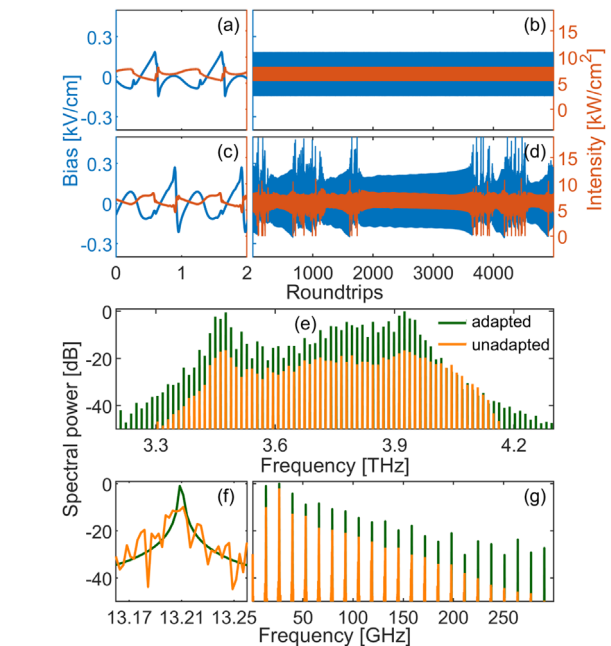 (a)
(b)
0.3
0
-0.3
15
10
5
0
Bias [kV/cm]
Intensity [kW/cm²]
(c)
(d)
0.3
0
-0.3
15
10
5
0
0 1 2
1000 2000 3000 4000
Roundtrips
(e)
adapted
unadapted
0
-20
-40
3.3 3.6 3.9 4.2
Frequency [THz]
Spectral power [dB]
(f)
(g)
0
-20
-40
13.17 13.21 13.25
50 100 150 200 250
Frequency [GHz]